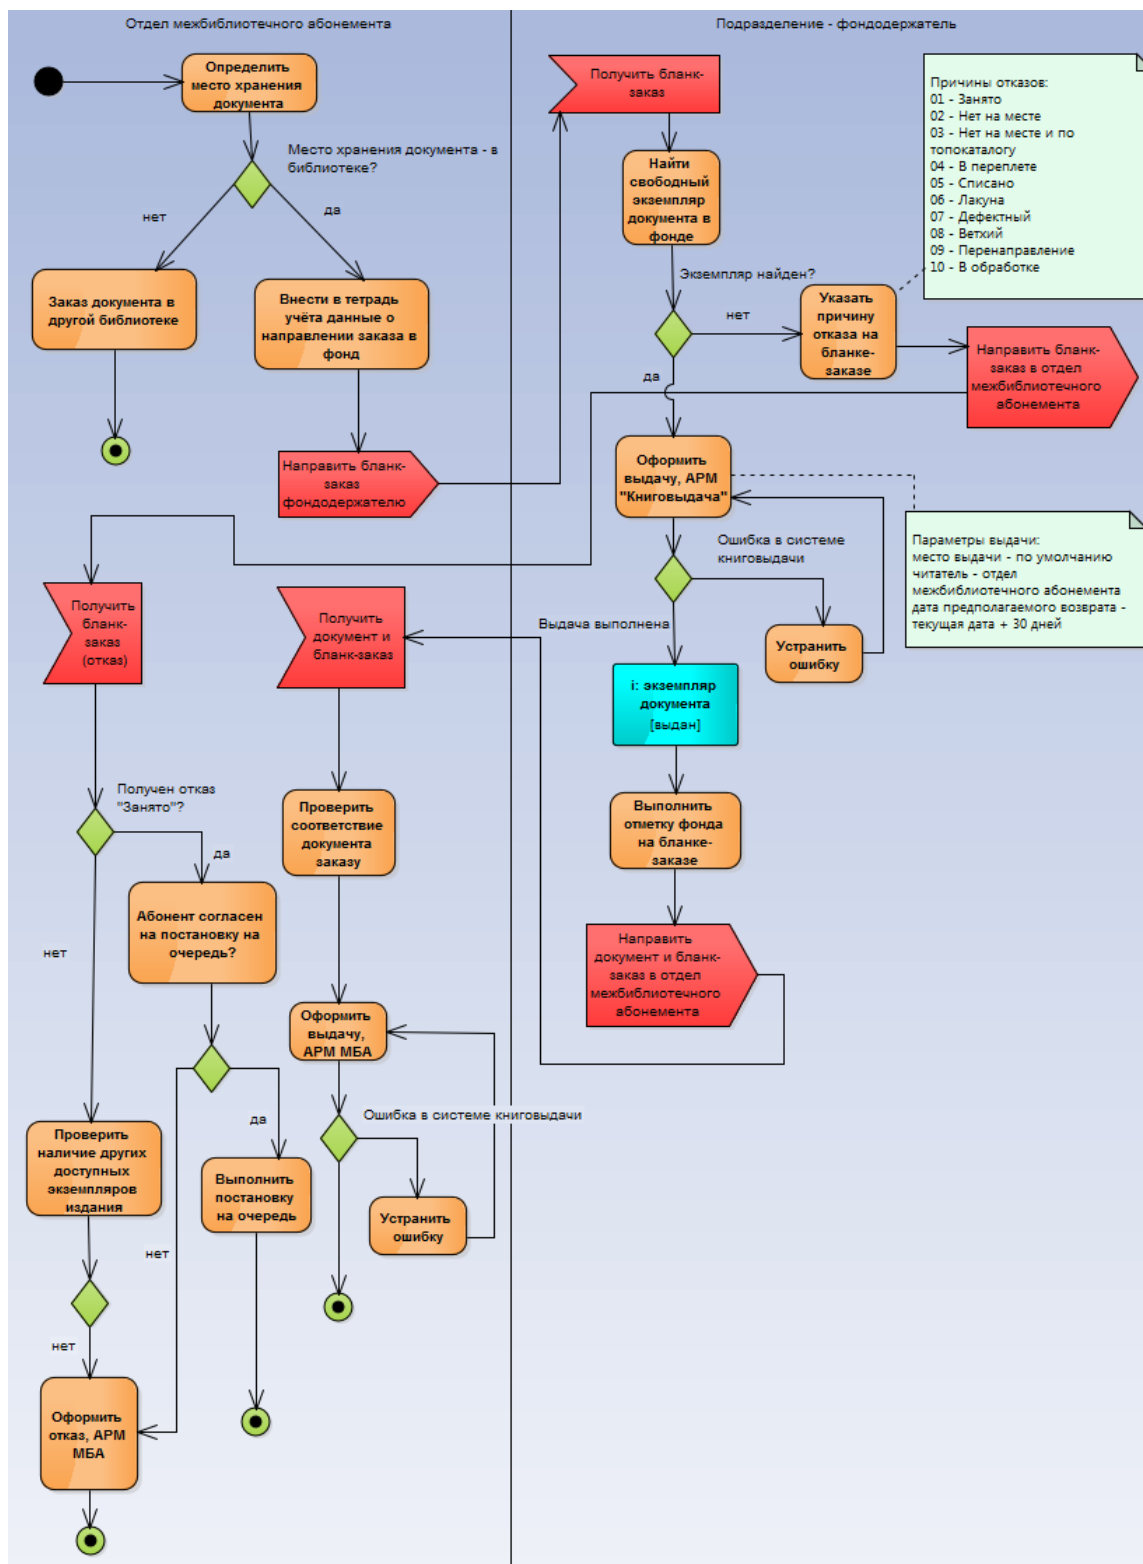 Отдел межбиблиотечного абонемента
Подразделение - фондодержатель
Определить
место хранения
документа
Место хранения документа - в
библиотеке?
нет
да
Заказ документа в
другой библиотеке
Внести в тетрадь
учёта данные о
направлении заказа в
фонд
Направить бланк-
заказ
фондодержателю
Получить бланк-
заказ
Найти
свободный
экземпляр
документа в
фонде
Экземпляр найден?
нет
да
Указать
причину
отказа на
бланке-
заказе
Причины отказов:
01 - Занято
02 - Нет на месте
03 - Нет на месте и по
топокаталогу
04 - В переплете
05 - Списано
06 - Лакуна
07 - Дефектный
08 - Ветхий
09 - Перенаправление
10 - В обработке
Направить бланк-
заказ в отдел
межбиблиотечного
абонемента
Оформить
выдачу, АРМ
"Книговыдача"
Ошибка в системе
книговыдачи
Выдача выполнена
Устранить
ошибку
Параметры выдачи:
место выдачи - по умолчанию
читатель - отдел
межбиблиотечного абонемента
дата предполагаемого возврата -
текущая дата + 30 дней
i: экземпляр
документа
[выдан]
Выполнить
отметку фонда
на бланке-
заказе
Направить
документ и бланк-
заказ в отдел
межбиблиотечного
абонемента
Получить
бланк-
заказ
(отказ)
Получить
документ и
бланк-заказ
Получен отказ
"Занято"?
да
нет
Проверить
соответствие
документа
заказу
Абонент согласен
на постановку на
очередь?
Оформить
выдачу,
АРМ МБА
да
нет
Ошибка в системе книговыдачи
Проверить
наличие других
доступных
экземпляров
издания
Выполнить
постановку
на очередь
Устранить
ошибку
нет
Оформить
отказ, АРМ
МБА